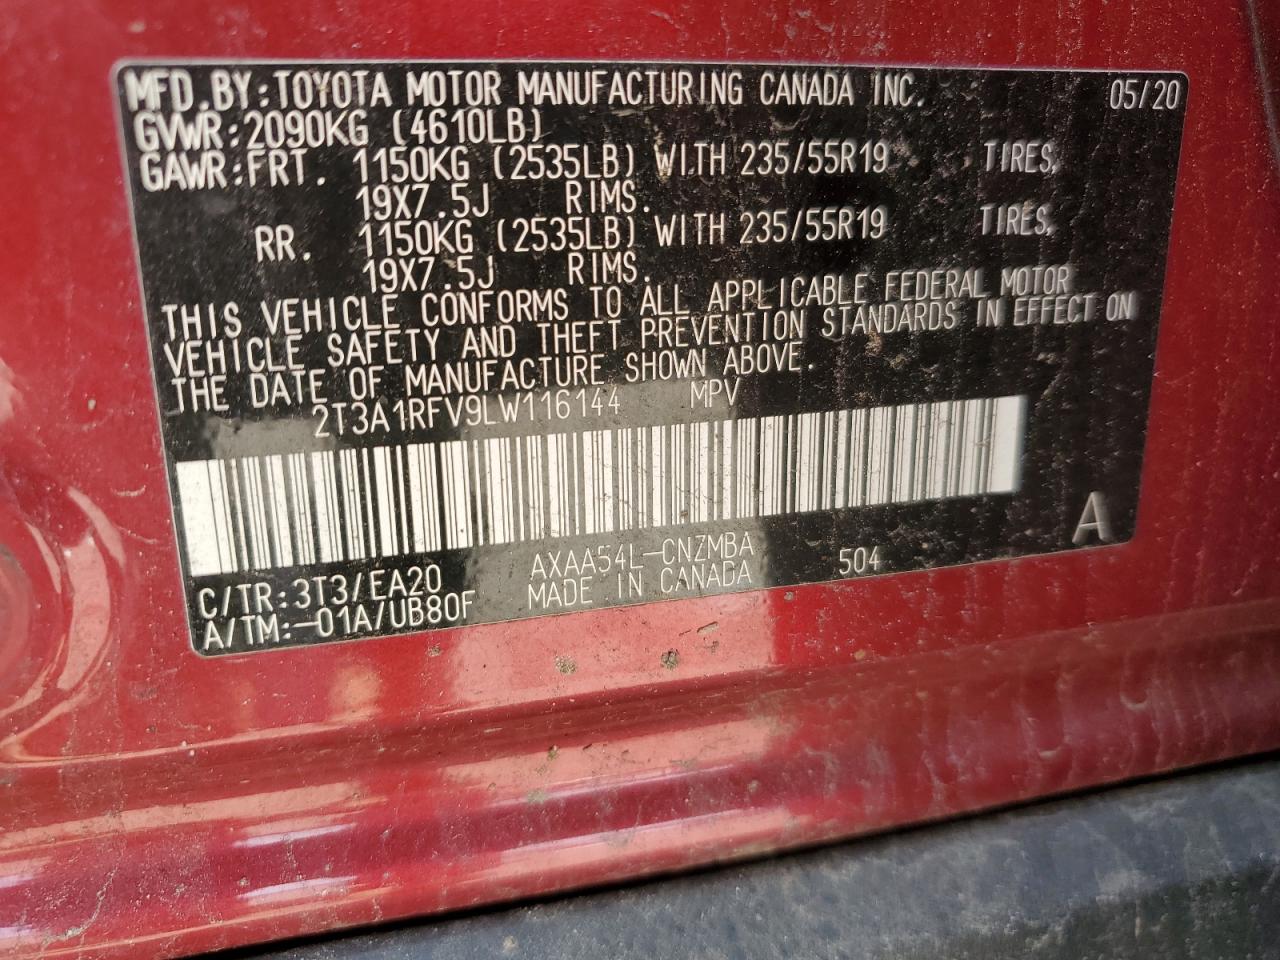 MFD.BY:TOYOTA MOTOR MANUFACTURING CANADA INC. 05/20
GVWR:2090KG (4610LB)
GAWR:FRT. 1150KG (2535LB) WITH 235/55R19 TIRES,
19X7.5J RIMS.
RR. 1150KG (2535LB) WITH 235/55R19 TIRES,
19X7.5J RIMS.
THIS VEHICLE CONFORMS TO ALL APPLICABLE FEDERAL MOTOR
VEHICLE SAFETY AND THEFT PREVENTION STANDARDS IN EFFECT ON
THE DATE OF MANUFACTURE SHOWN ABOVE.
2T3A1RFV9LW116144 MPV
A
C/TR:3T3/EA20 AXAA54L-CNZMBA 504
A/TM:-01A/UB80F MADE IN CANADA